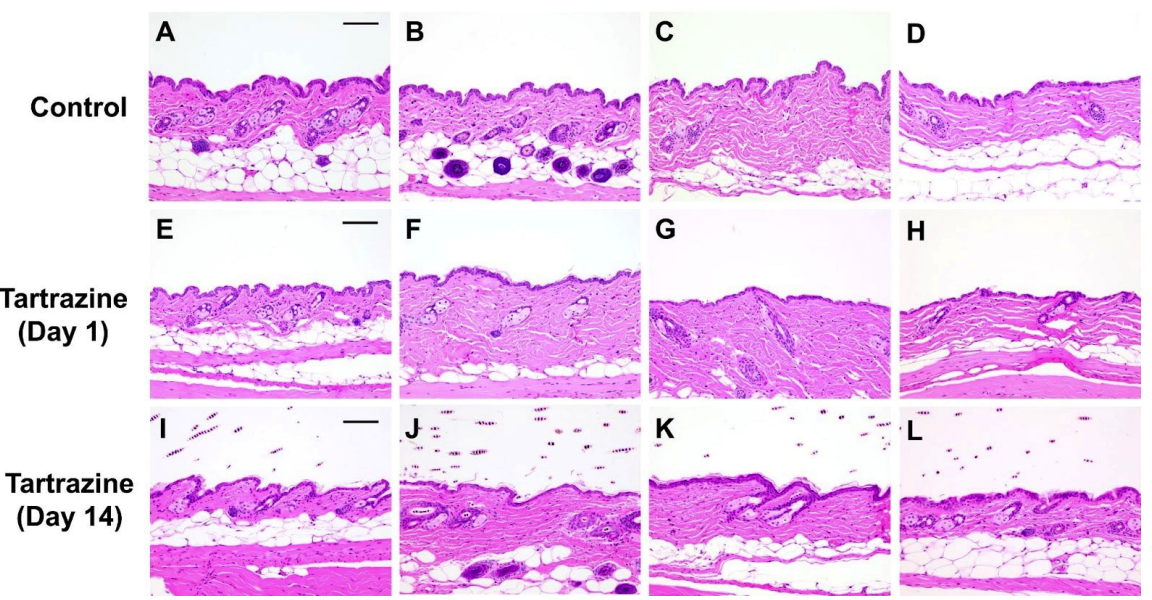 A B C D
Control
E F G H
Tartrazine
(Day 1)
I J K L
Tartrazine
(Day 14)